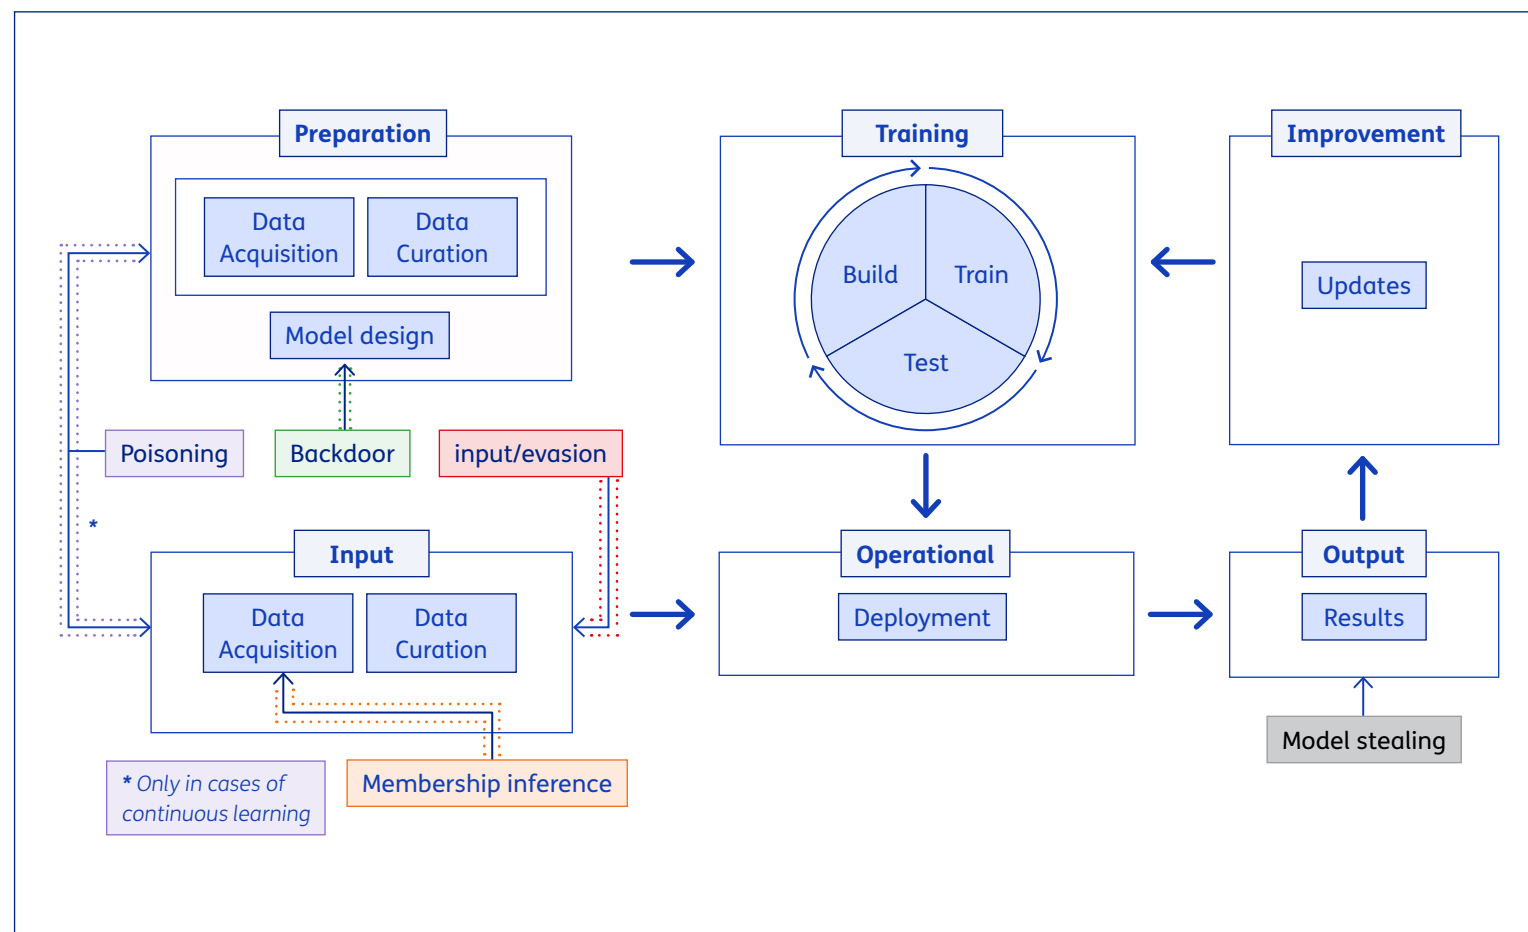 Preparation
Data
Acquisition
Data
Curation
Model design
Training
Build
Train
Test
Improvement
Updates
Poisoning
Backdoor
input/evasion
*
Input
Data
Acquisition
Data
Curation
Operational
Deployment
Output
Results
Model stealing
Membership inference
* Only in cases of
continuous learning